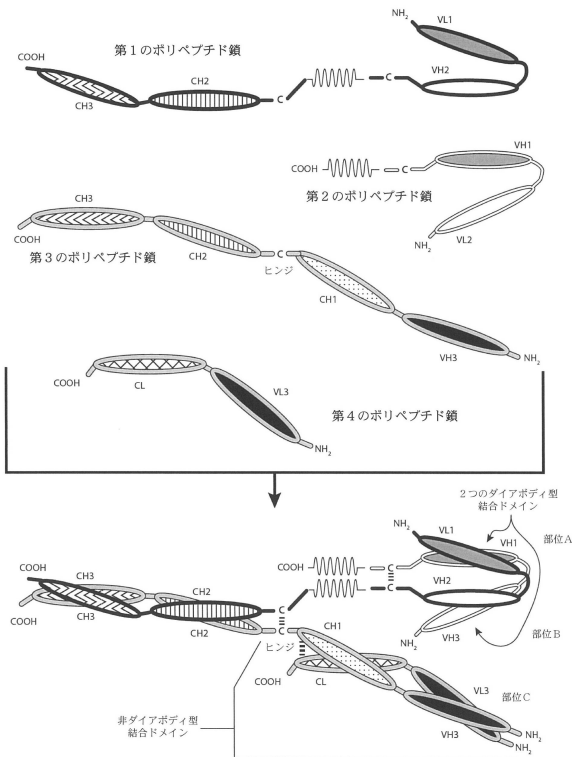 NH2
VL1
第1のポリペプチド鎖
COOH
CH3
CH2
C
C
VH2
VH1
COOH
C
第2のポリペプチド鎖
VL2
NH2
CH3
COOH
第3のポリペプチド鎖
CH2
C
ヒンジ
CH1
VH3
NH2
COOH
CL
VL3
第4のポリペプチド鎖
NH2
2つのダイアボディ型
結合ドメイン
NH2
VL1
VH1
部位A
COOH
C
C
VH2
CH3
COOH
CH2
CH2
C
C
ヒンジ
CH1
VH3
NH2
部位B
COOH
CL
VL3
部位C
VH3
NH2
NH2
非ダイアボディ型
結合ドメイン